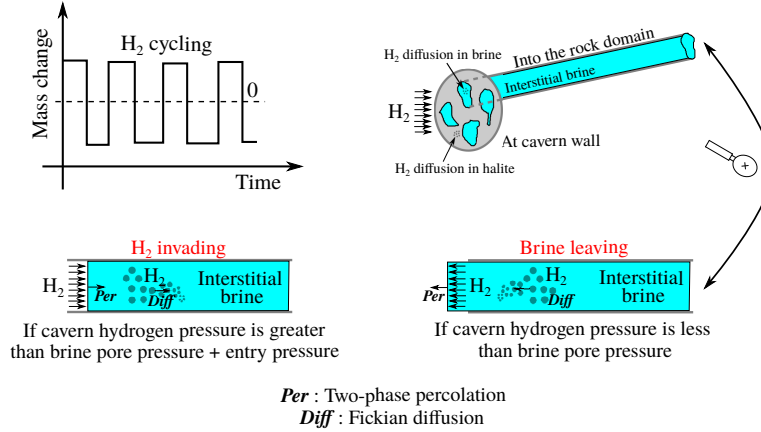 H₂ cycling
Mass change
0
Time
H₂ diffusion in brine
Into the rock domain
Interstitial brine
H₂
At cavern wall
H₂ diffusion in halite
H₂ invading
H₂
Per
H₂
Diff
Interstitial
brine
If cavern hydrogen pressure is greater
than brine pore pressure + entry pressure
Brine leaving
Per
H₂
H₂
Diff
Interstitial
brine
If cavern hydrogen pressure is less
than brine pore pressure
Per : Two-phase percolation
Diff : Fickian diffusion